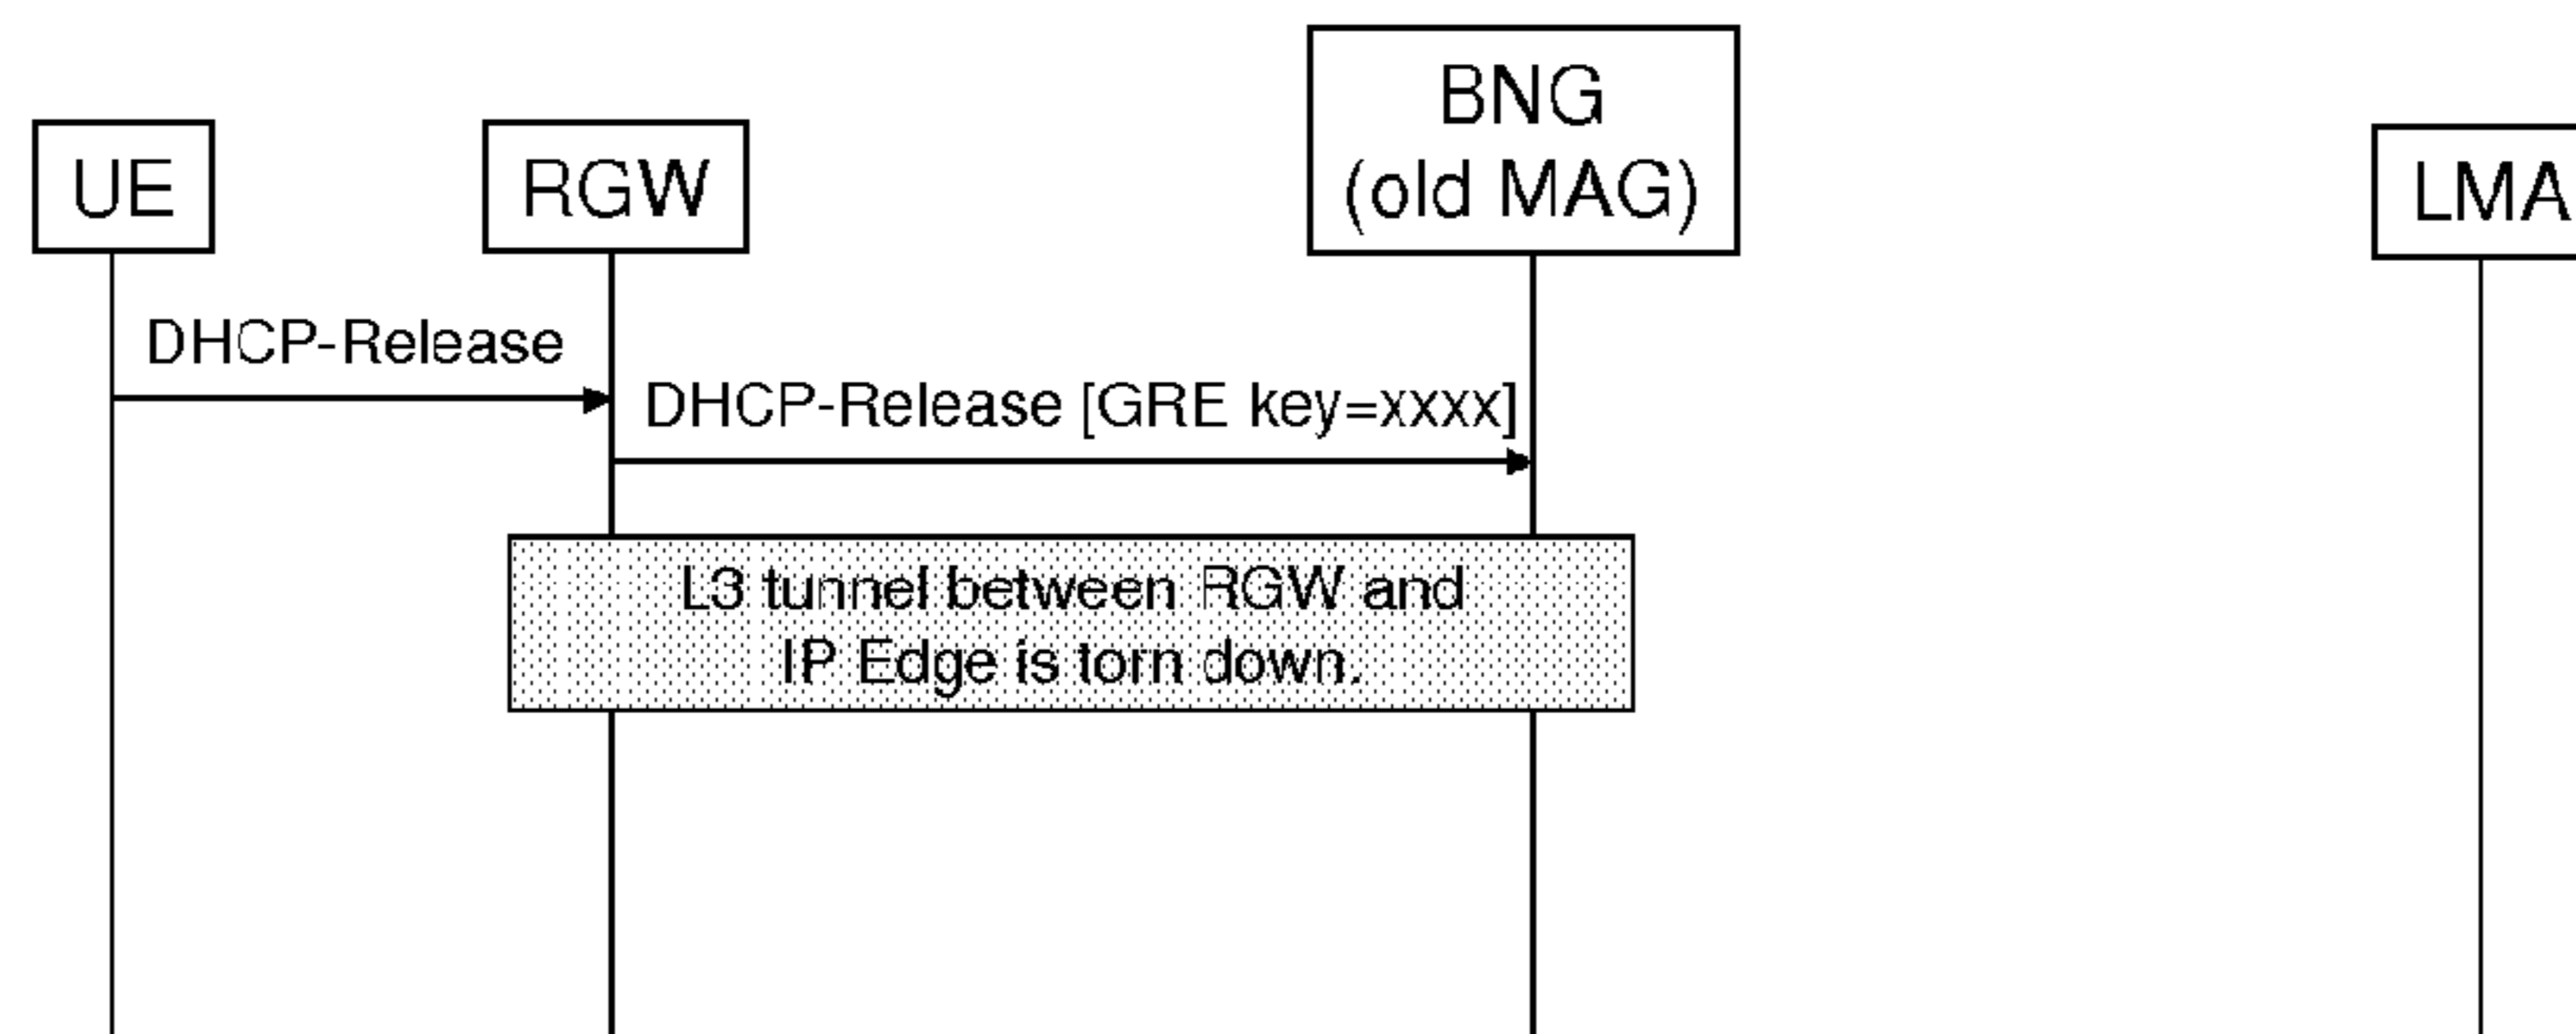 BNG
(old MAG)
UE
RGW
LMA
DHCP-Release
DHCP-Release [GRE key=xxxx]
L3 tunnel between RGW and
IP Edge is torn down.